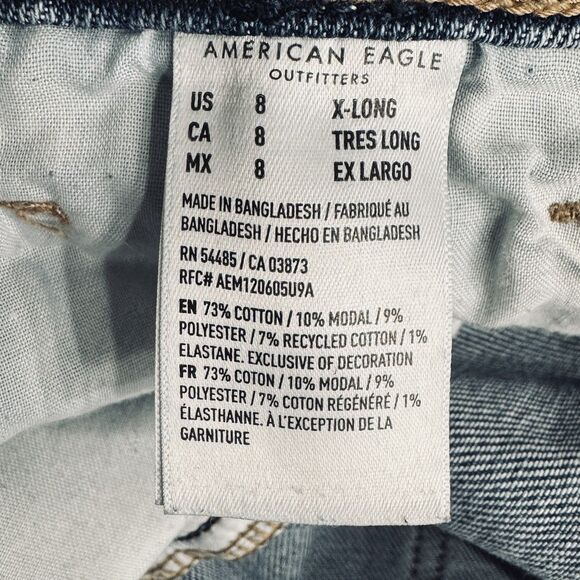 AMERICAN EAGLE
OUTFITTERS
US 8 X-LONG
CA 8 TRES LONG
MX 8 EX LARGO
MADE IN BANGLADESH / FABRIQUÉ AU
BANGLADESH / HECHO EN BANGLADESH
RN 54485 / CA 03873
RFC# AEM120605U9A
EN 73% COTTON / 10% MODAL / 9%
POLYESTER / 7% RECYCLED COTTON / 1%
ELASTANE. EXCLUSIVE OF DECORATION
FR 73% COTON / 10% MODAL / 9%
POLYESTER / 7% COTON RÉGÉNÉRÉ / 1%
ÉLASTHANNE. À L'EXCEPTION DE LA
GARNITURE